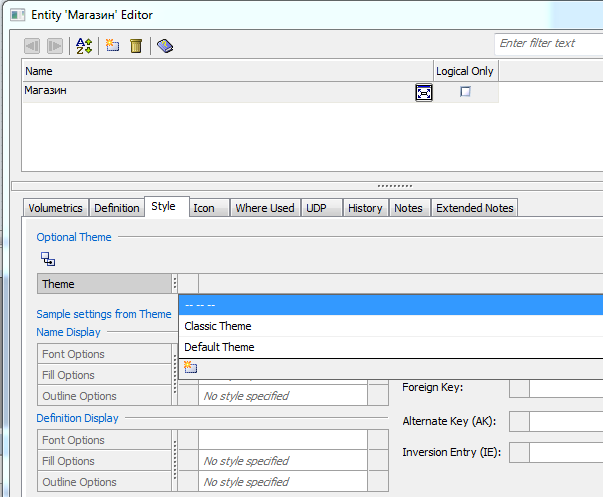 Entity 'Магазин' Editor
Enter filter text
Name Logical Only
Магазин
Volumetrics Definition Style Icon Where Used UDP History Notes Extended Notes
Optional Theme
Theme
-- -- --
Sample settings from Theme
Classic Theme
Name Display
Default Theme
Font Options
Fill Options
Foreign Key:
Outline Options No style specified
Definition Display
Alternate Key (AK):
Font Options
Fill Options No style specified
Inversion Entry (IE):
Outline Options No style specified